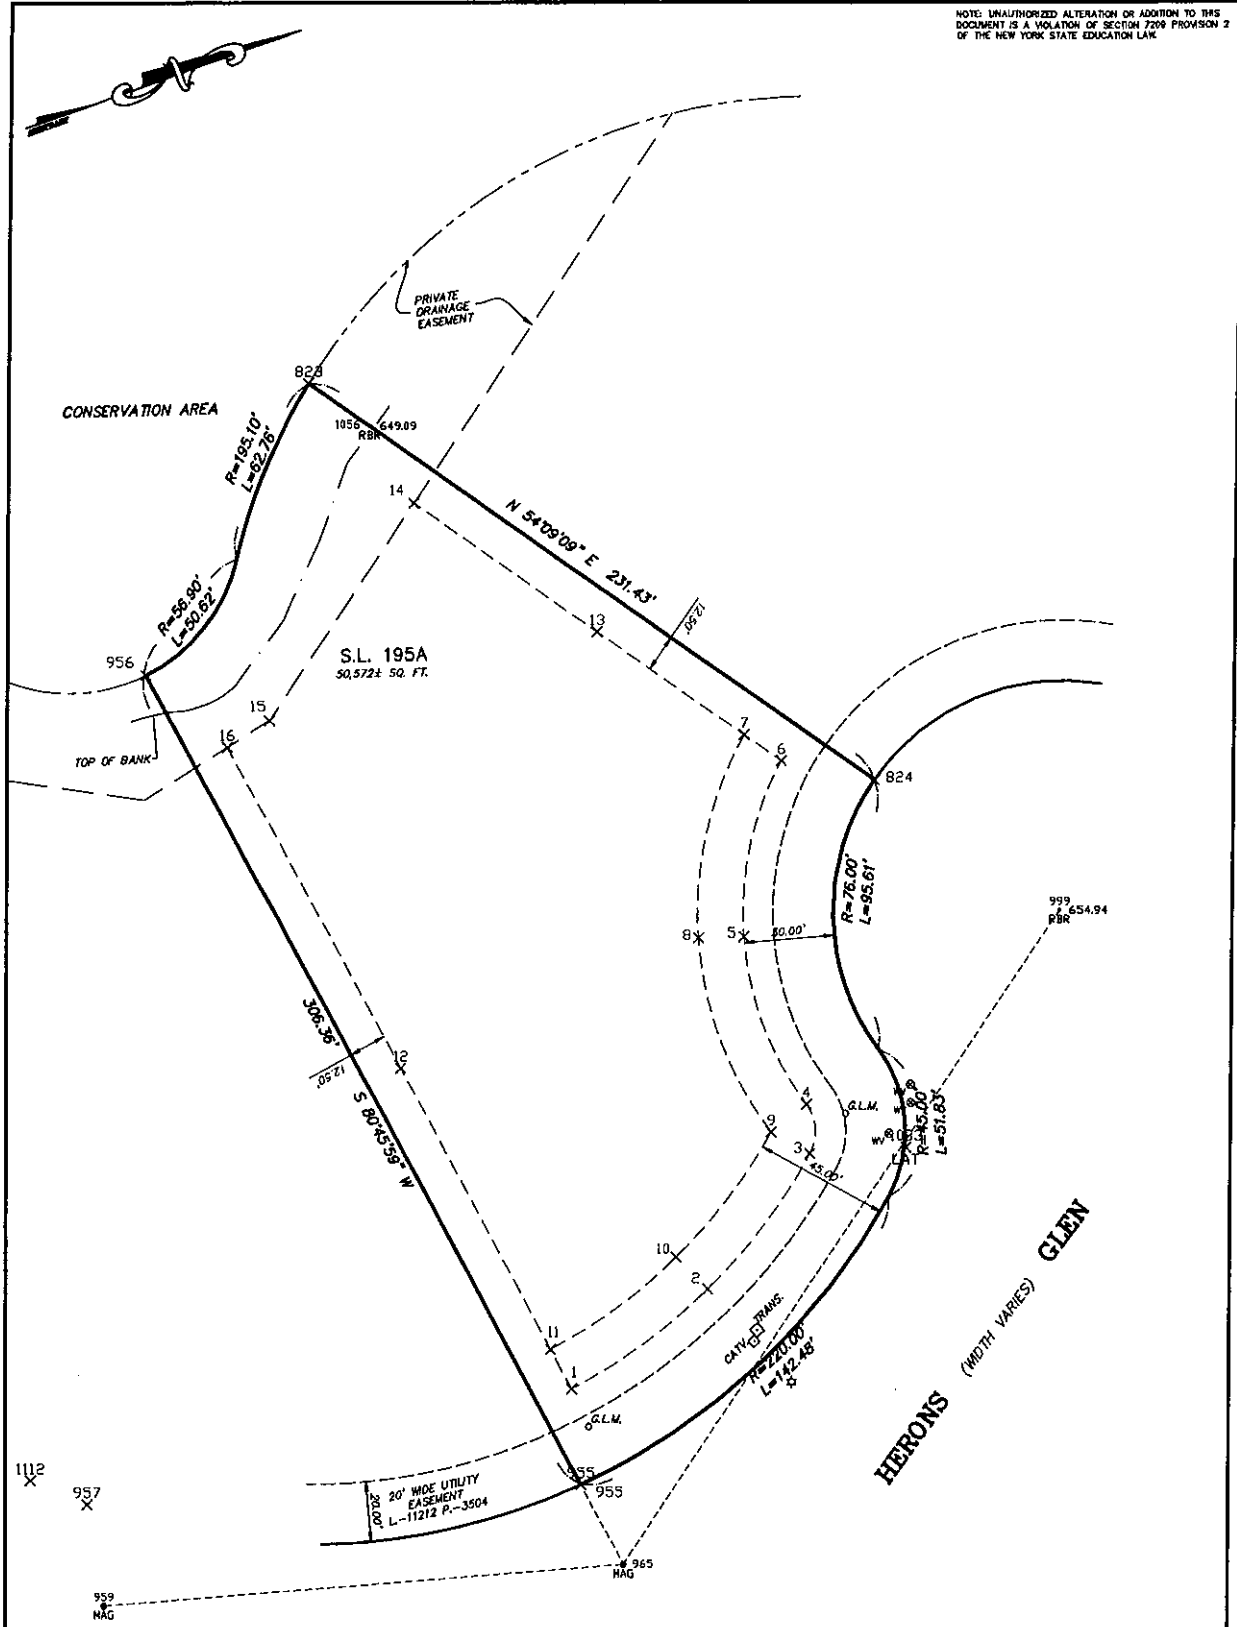 NOTE: UNAUTHORIZED ALTERATION OR ADDITION TO THIS
DOCUMENT IS A VIOLATION OF SECTION 7209 PROVISION 2
OF THE NEW YORK STATE EDUCATION LAW.
PRIVATE
DRAINAGE
EASEMENT
823
CONSERVATION AREA
1056 649.09
RBR
R=195.10'
L=62.76'
14
N 54°09'09" E 231.43'
12.50'
13
R=56.90'
L=50.62'
956
S.L. 195A
50,572± SQ. FT.
15
16
TOP OF BANK
7
6
824
R=76.00'
L=95.61'
999
RBR 654.94
8
5
30.00'
306.36'
12.50'
12
S 80°45'59" W
4
G.L.M.
9
3
45.00'
WV
LAT
R=45.00'
L=51.83'
10
2
HERONS (WIDTH VARIES) GLEN
CATV
TRANS.
R=220.00'
L=142.48'
11
1
G.L.M.
1112
957
955
955
20' WIDE UTILITY
EASEMENT
L.-11212 P.-3504
20.00'
965
MAG
959
MAG